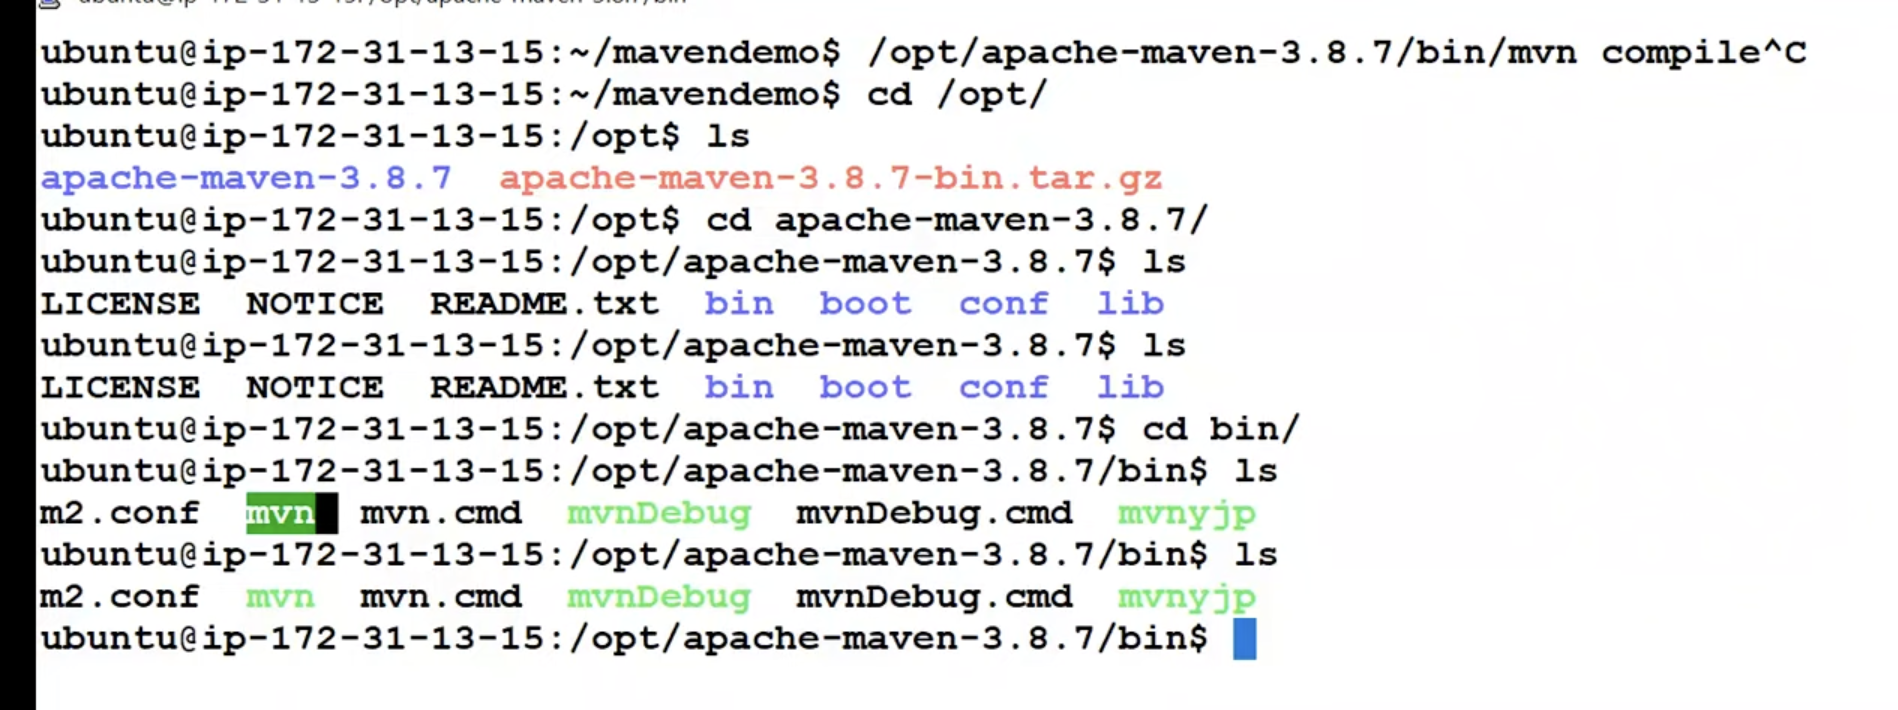 ubuntu@ip-172-31-13-15:~/mavendemo$ /opt/apache-maven-3.8.7/bin/mvn compile^C
ubuntu@ip-172-31-13-15:~/mavendemo$ cd /opt/
ubuntu@ip-172-31-13-15:/opt$ ls
apache-maven-3.8.7  apache-maven-3.8.7-bin.tar.gz
ubuntu@ip-172-31-13-15:/opt$ cd apache-maven-3.8.7/
ubuntu@ip-172-31-13-15:/opt/apache-maven-3.8.7$ ls
LICENSE  NOTICE  README.txt  bin  boot  conf  lib
ubuntu@ip-172-31-13-15:/opt/apache-maven-3.8.7$ ls
LICENSE  NOTICE  README.txt  bin  boot  conf  lib
ubuntu@ip-172-31-13-15:/opt/apache-maven-3.8.7$ cd bin/
ubuntu@ip-172-31-13-15:/opt/apache-maven-3.8.7/bin$ ls
m2.conf  mvn  mvn.cmd  mvnDebug  mvnDebug.cmd  mvnyjp
ubuntu@ip-172-31-13-15:/opt/apache-maven-3.8.7/bin$ ls
m2.conf  mvn  mvn.cmd  mvnDebug  mvnDebug.cmd  mvnyjp
ubuntu@ip-172-31-13-15:/opt/apache-maven-3.8.7/bin$